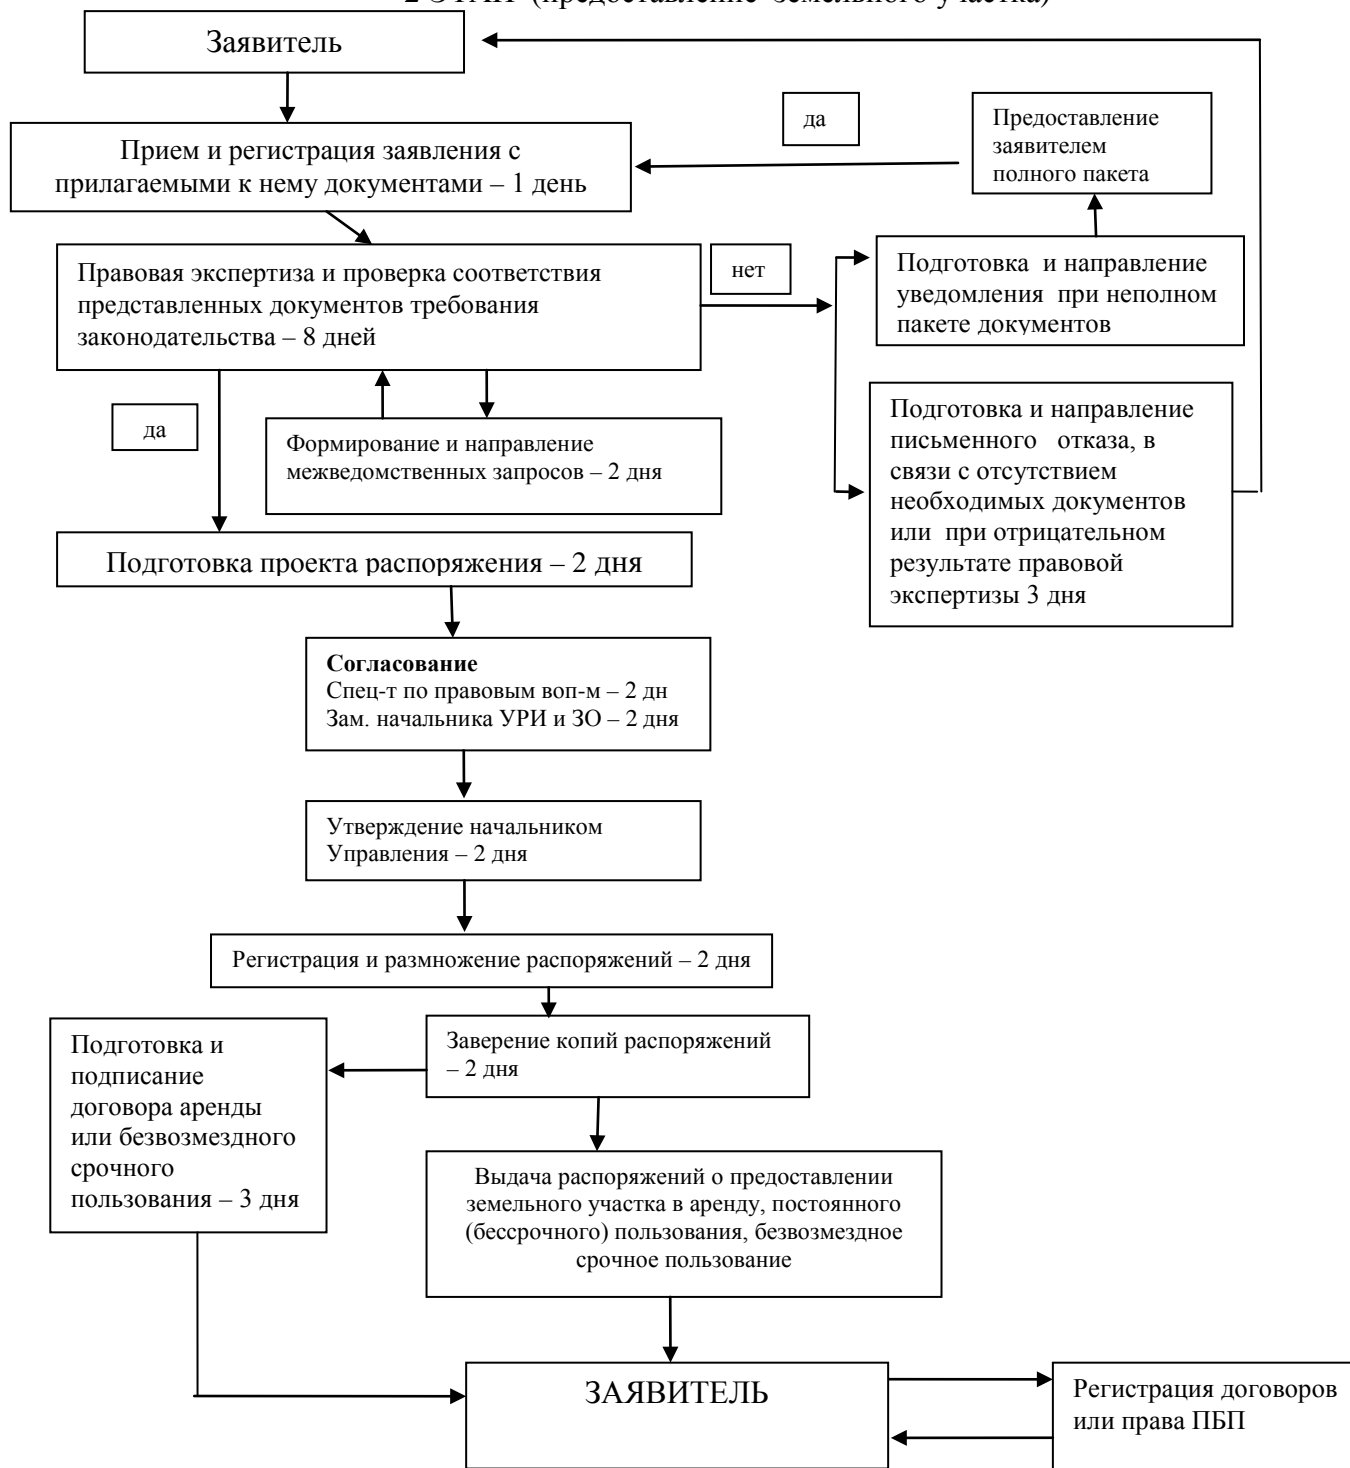 2 ЭТАП (предоставление земельного участка)
Заявитель
да
Предоставление
заявителем
полного пакета
Прием и регистрация заявления с
прилагаемыми к нему документами – 1 день
Правовая экспертиза и проверка соответствия
представленных документов требования
законодательства – 8 дней
нет
Подготовка и направление
уведомления при неполном
пакете документов
да
Формирование и направление
межведомственных запросов – 2 дня
Подготовка и направление
письменного отказа, в
связи с отсутствием
необходимых документов
или при отрицательном
результате правовой
экспертизы 3 дня
Подготовка проекта распоряжения – 2 дня
Согласование
Спец-т по правовым воп-м – 2 дн
Зам. начальника УРИ и ЗО – 2 дня
Утверждение начальником
Управления – 2 дня
Регистрация и размножение распоряжений – 2 дня
Заверение копий распоряжений
– 2 дня
Подготовка и
подписание
договора аренды
или безвозмездного
срочного
пользования – 3 дня
Выдача распоряжений о предоставлении
земельного участка в аренду, постоянного
(бессрочного) пользования, безвозмездное
срочное пользование
ЗАЯВИТЕЛЬ
Регистрация договоров
или права ПБП